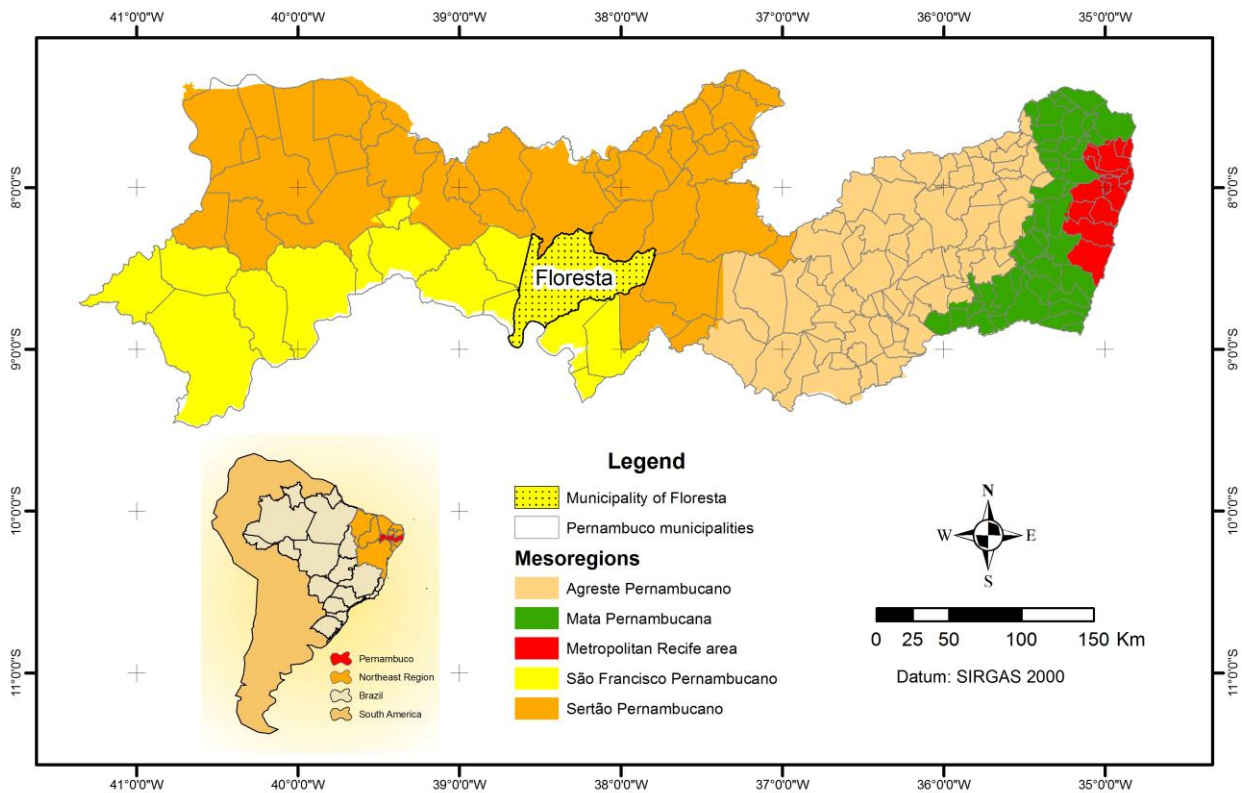 41°0'0"W 40°0'0"W 39°0'0"W 38°0'0"W 37°0'0"W 36°0'0"W 35°0'0"W
8°0'0"S
8°0'0"S
Floresta
9°0'0"S
9°0'0"S
Legend
Municipality of Floresta
Pernambuco municipalities
Mesoregions
Agreste Pernambucano
Mata Pernambucana
Metropolitan Recife area
São Francisco Pernambucano
Sertão Pernambucano
N
W E
S
0 25 50 100 150 Km
Datum: SIRGAS 2000
10°0'0"S
10°0'0"S
Pernambuco
Northeast Region
Brazil
South America
11°0'0"S
11°0'0"S
41°0'0"W 40°0'0"W 39°0'0"W 38°0'0"W 37°0'0"W 36°0'0"W 35°0'0"W